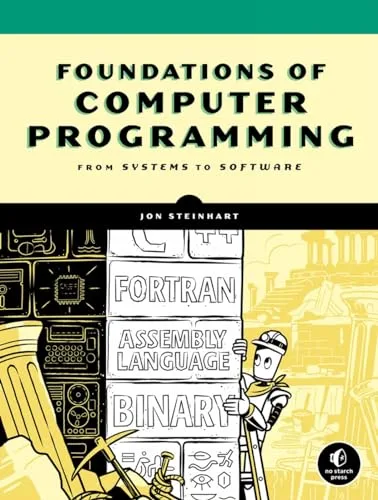 FOUNDATIONS OF
COMPUTER
PROGRAMMING
FROM SYSTEMS TO SOFTWARE
JON STEINHART
C ++
FORTRAN
ASSEMBLY
LANGUAGE
BINARY
no starch
press